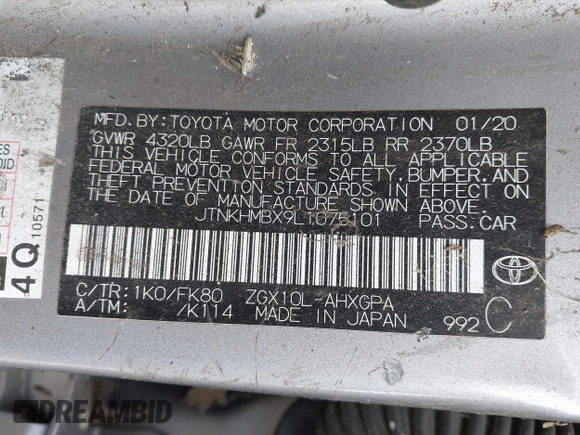 MFD. BY: TOYOTA MOTOR CORPORATION 01/20
GVWR 4320LB GAWR FR 2315LB RR 2370LB
THIS VEHICLE CONFORMS TO ALL APPLICABLE
FEDERAL MOTOR VEHICLE SAFETY, BUMPER, AND
THEFT PREVENTION STANDARDS IN EFFECT ON
THE DATE OF MANUFACTURE SHOWN ABOVE.
JTNKHMBX9L1075101 PASS. CAR
C/TR: 1K0/FK80 ZGX10L-AHXGPA
A/TM: /K114 MADE IN JAPAN 992 C
TOYOTA
4Q
10571
DREAMBID